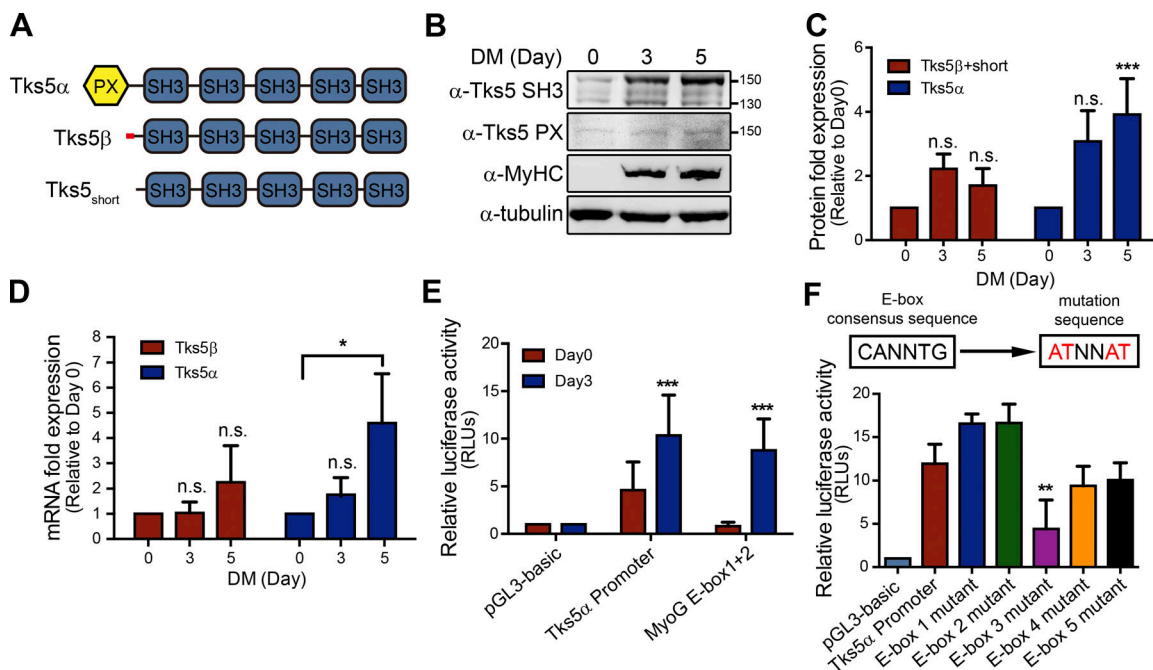 A
Tks5α PX SH3 SH3 SH3 SH3 SH3
Tks5β SH3 SH3 SH3 SH3 SH3
Tks5short SH3 SH3 SH3 SH3 SH3
B
DM (Day) 0 3 5
α-Tks5 SH3 150
130
α-Tks5 PX 150
α-MyHC
α-tubulin
C
Protein fold expression
(Relative to Day0)
6
4
2
0
Tks5β+short
Tks5α
n.s.
n.s.
n.s.
***
0 3 5 0 3 5
DM (Day)
D
mRNA fold expression
(Relative to Day 0)
8
7
6
5
4
3
2
1
0
Tks5β
Tks5α
n.s.
n.s.
n.s.
*
0 3 5 0 3 5
DM (Day)
E
Relative luciferase activity
(RLUs)
20
15
10
5
0
Day0
Day3
***
***
pGL3-basic
Tks5α Promoter
MyoG E-box1+2
F
E-box
consensus sequence
mutation
sequence
CANNTG
ATNNAT
Relative luciferase activity
(RLUs)
20
15
10
5
0
**
pGL3-basic
Tks5α Promoter
E-box 1 mutant
E-box 2 mutant
E-box 3 mutant
E-box 4 mutant
E-box 5 mutant